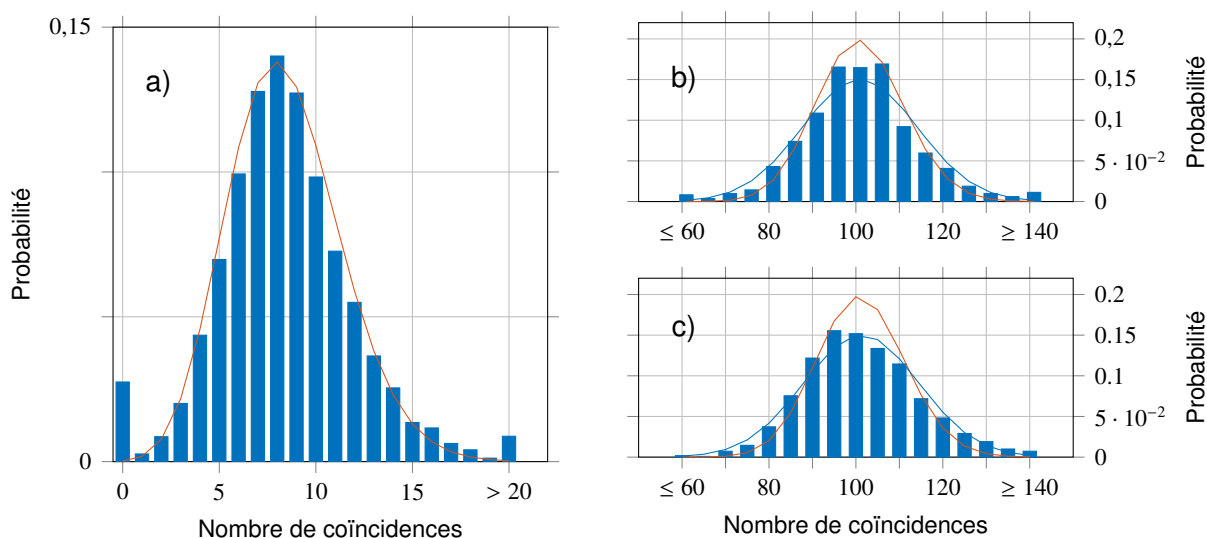 0,15
a)
Probabilité
0
0 5 10 15 > 20
Nombre de coïncidences
b)
0,2
0,15
0,1
5 · 10⁻²
0
Probabilité
≤ 60 80 100 120 ≥ 140
c)
0.2
0.15
0.1
5 · 10⁻²
0
Probabilité
≤ 60 80 100 120 ≥ 140
Nombre de coïncidences